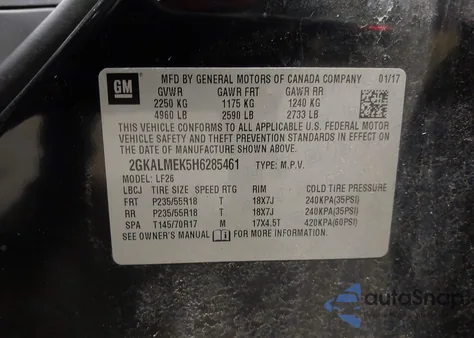 GM
MFD BY GENERAL MOTORS OF CANADA COMPANY 01/17
GVWR GAWR FRT GAWR RR
2250 KG 1175 KG 1240 KG
4960 LB 2590 LB 2733 LB
THIS VEHICLE CONFORMS TO ALL APPLICABLE U.S. FEDERAL MOTOR
VEHICLE SAFETY AND THEFT PREVENTION STANDARDS IN EFFECT
ON THE DATE OF MANUFACTURE SHOWN ABOVE.
2GKALMEK5H6285461 TYPE: M.P.V.
MODEL: LF26
LBCJ TIRE SIZE SPEED RTG RIM COLD TIRE PRESSURE
FRT P235/55R18 T 18X7J 240KPA(35PSI)
RR P235/55R18 T 18X7J 240KPA(35PSI)
SPA T145/70R17 M 17X4.5T 420KPA(60PSI)
SEE OWNER'S MANUAL FOR MORE INFORMATION.
autoSnap